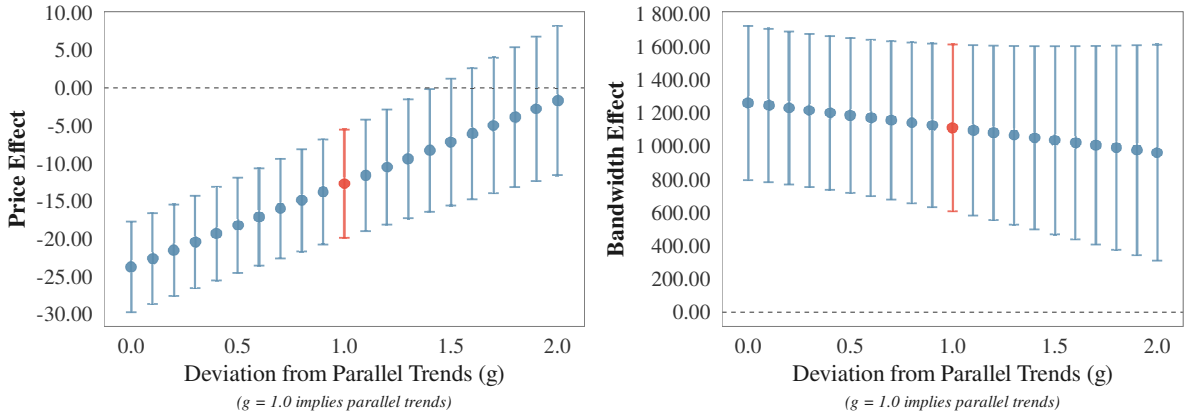 10.00
5.00
0.00
-5.00
-10.00
-15.00
-20.00
-25.00
-30.00
Price Effect
0.0 0.5 1.0 1.5 2.0
Deviation from Parallel Trends (g)
(g = 1.0 implies parallel trends)
1 800.00
1 600.00
1 400.00
1 200.00
1 000.00
800.00
600.00
400.00
200.00
0.00
Bandwidth Effect
0.0 0.5 1.0 1.5 2.0
Deviation from Parallel Trends (g)
(g = 1.0 implies parallel trends)